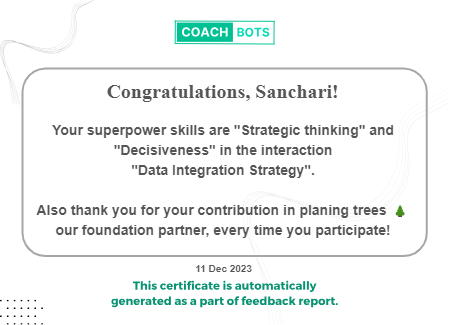 COACH BOTS
Congratulations, Sanchari!
Your superpower skills are "Strategic thinking" and
"Decisiveness" in the interaction
"Data Integration Strategy".
Also thank you for your contribution in planing trees 🌲
our foundation partner, every time you participate!
11 Dec 2023
This certificate is automatically
generated as a part of feedback report.